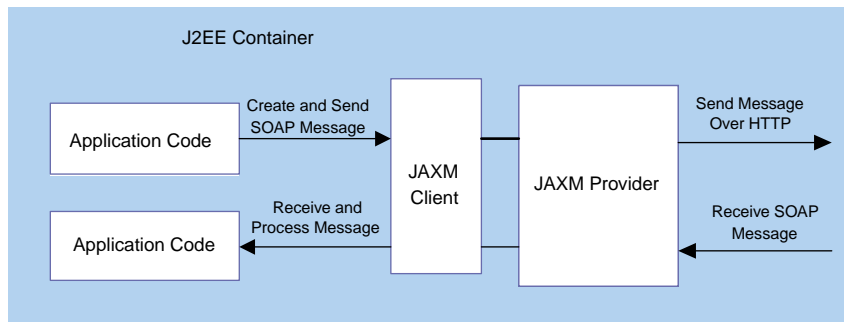 J2EE Container
Application Code
Create and Send
SOAP Message
JAXM
Client
JAXM Provider
Send Message
Over HTTP
Application Code
Receive and
Process Message
Receive SOAP
Message